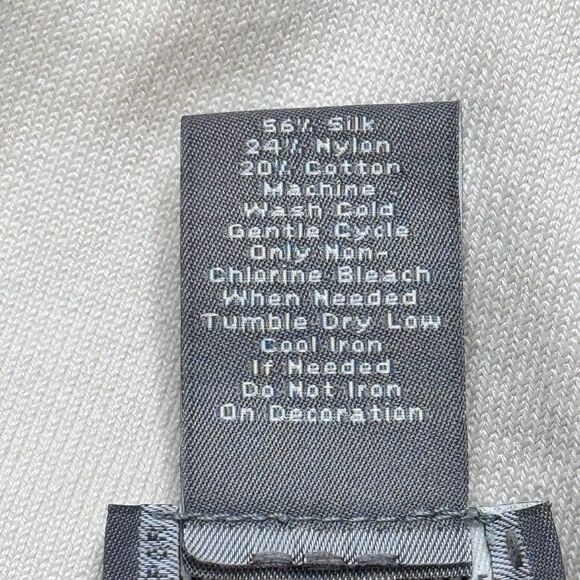 56% Silk
24% Nylon
20% Cotton
Machine
Wash Cold
Gentle Cycle
Only Non-
Chlorine Bleach
When Needed
Tumble Dry Low
Cool Iron
If Needed
Do Not Iron
On Decoration